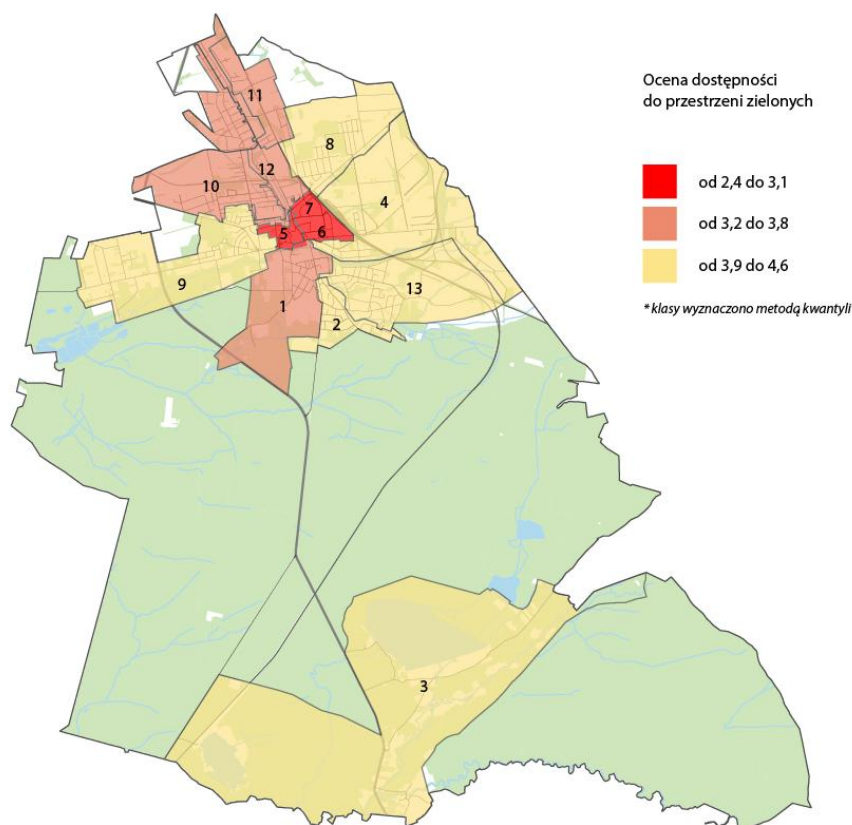 Ocena dostępności
do przestrzeni zielonych
od 2,4 do 3,1
od 3,2 do 3,8
od 3,9 do 4,6
* klasy wyznaczono metodą kwantyli
11
8
12
10
4
7
5
6
9
13
1
2
3